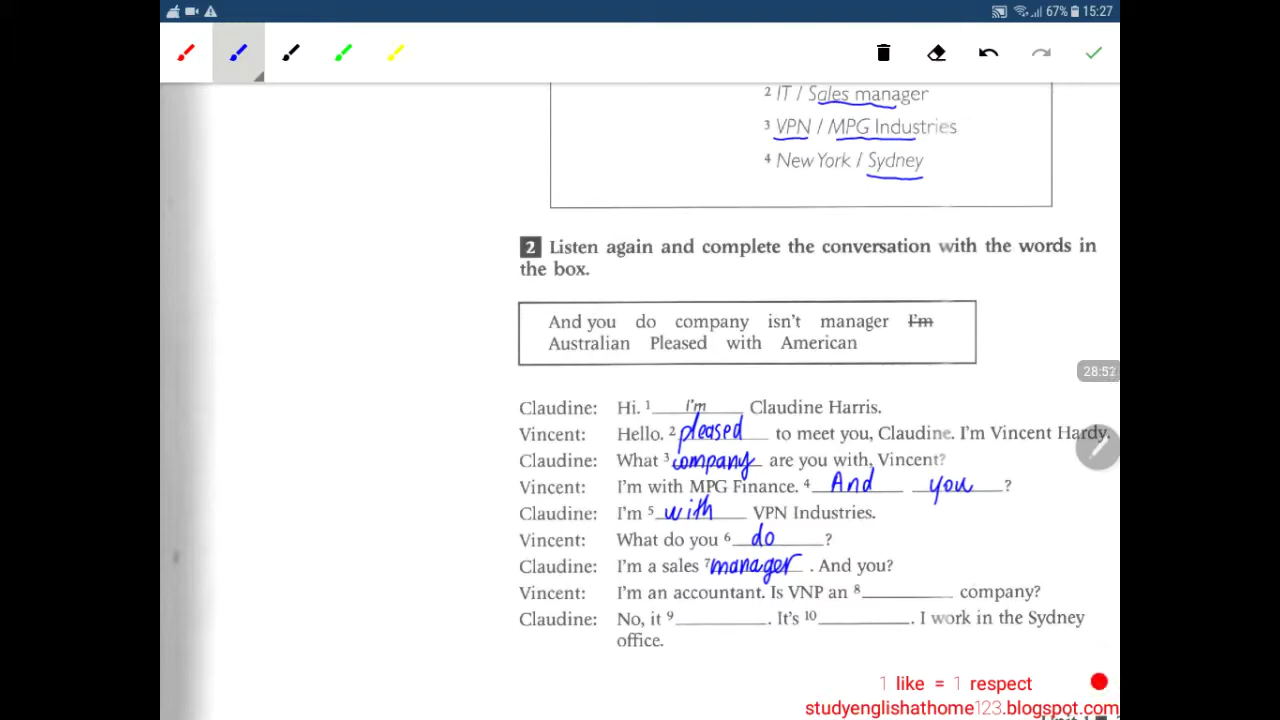 67% 15:27
2 IT / Sales manager
3 VPN / MPG Industries
4 New York / Sydney
2 Listen again and complete the conversation with the words in
the box.
And you do company isn't manager I'm
Australian Pleased with American
28:52
Claudine: Hi. 1 I'm Claudine Harris.
Vincent: Hello. 2 pleased to meet you, Claudine. I'm Vincent Hardy.
Claudine: What 3 company are you with, Vincent?
Vincent: I'm with MPG Finance. 4 And you ?
Claudine: I'm 5 with VPN Industries.
Vincent: What do you 6 do ?
Claudine: I'm a sales 7 manager . And you?
Vincent: I'm an accountant. Is VNP an 8 ________ company?
Claudine: No, it 9 ________. It's 10 ________. I work in the Sydney
office.
1 like = 1 respect
studyenglishathome123.blogspot.com